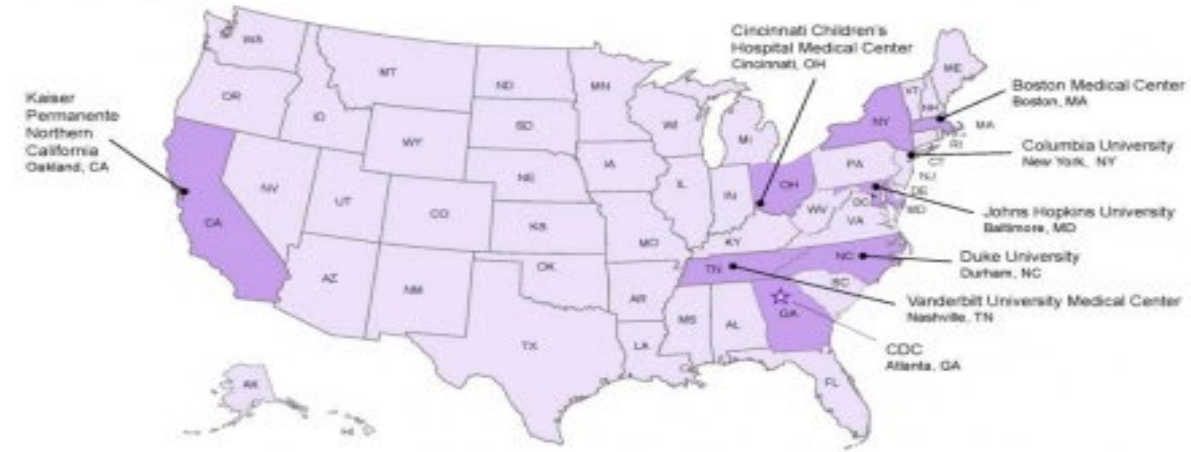 Kaiser
Permanente
Northern
California
Oakland, CA
Cincinnati Children's
Hospital Medical Center
Cincinnati, OH
Boston Medical Center
Boston, MA
Columbia University
New York, NY
Johns Hopkins University
Baltimore, MD
Duke University
Durham, NC
Vanderbilt University Medical Center
Nashville, TN
CDC
Atlanta, GA
WA
MT
ND
MN
OR
ID
SD
WI
MI
NY
VT
NH
ME
MA
RI
CT
NJ
DE
MD
DC
WY
IA
NE
PA
NV
UT
CO
IL
IN
OH
WV
VA
CA
KS
MO
KY
AZ
NM
OK
AR
TN
NC
SC
TX
LA
MS
AL
GA
FL
AK
HI